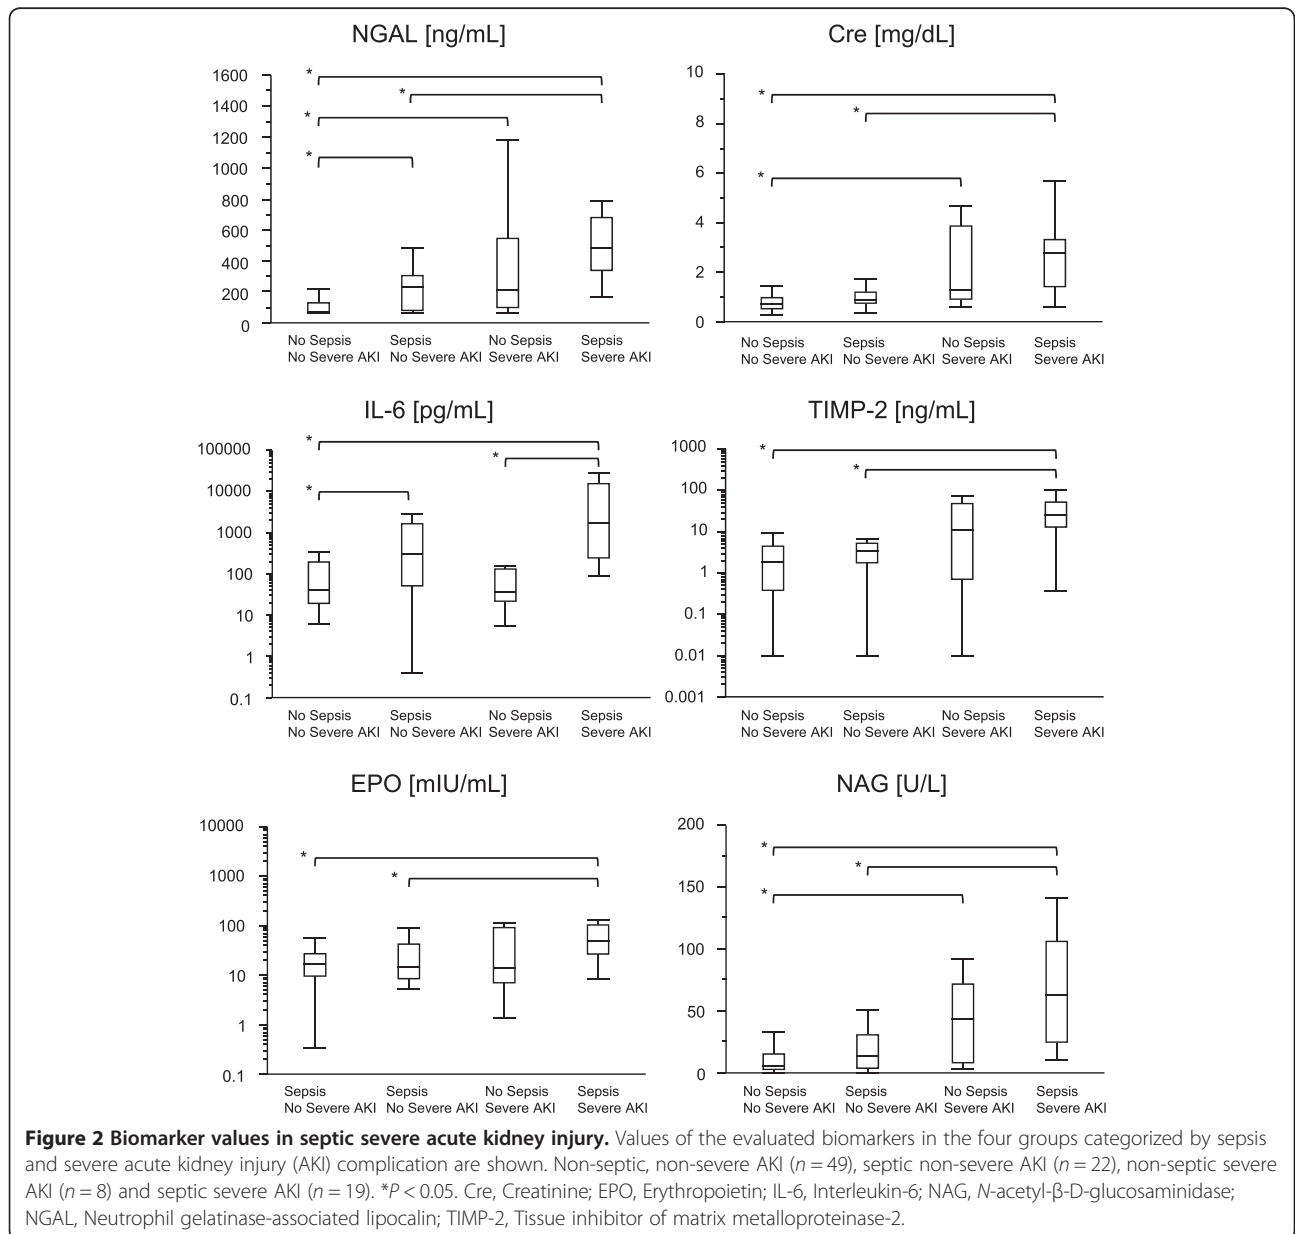 NGAL [ng/mL]
*
*
*
*
1600
1400
1200
1000
800
600
400
200
0
No Sepsis
No Severe AKI
Sepsis
No Severe AKI
No Sepsis
Severe AKI
Sepsis
Severe AKI
Cre [mg/dL]
*
*
*
10
8
6
4
2
0
No Sepsis
No Severe AKI
Sepsis
No Severe AKI
No Sepsis
Severe AKI
Sepsis
Severe AKI
IL-6 [pg/mL]
*
*
*
100000
10000
1000
100
10
1
0.1
No Sepsis
No Severe AKI
Sepsis
No Severe AKI
No Sepsis
Severe AKI
Sepsis
Severe AKI
TIMP-2 [ng/mL]
*
*
1000
100
10
1
0.1
0.01
0.001
No Sepsis
No Severe AKI
Sepsis
No Severe AKI
No Sepsis
Severe AKI
Sepsis
Severe AKI
EPO [mIU/mL]
*
*
10000
1000
100
10
1
0.1
Sepsis
No Severe AKI
Sepsis
No Severe AKI
No Sepsis
Severe AKI
Sepsis
Severe AKI
NAG [U/L]
*
*
*
200
150
100
50
0
No Sepsis
No Severe AKI
Sepsis
No Severe AKI
No Sepsis
Severe AKI
Sepsis
Severe AKI
Figure 2 Biomarker values in septic severe acute kidney injury. Values of the evaluated biomarkers in the four groups categorized by sepsis
and severe acute kidney injury (AKI) complication are shown. Non-septic, non-severe AKI (n = 49), septic non-severe AKI (n = 22), non-septic severe
AKI (n = 8) and septic severe AKI (n = 19). *P < 0.05. Cre, Creatinine; EPO, Erythropoietin; IL-6, Interleukin-6; NAG, N-acetyl-β-D-glucosaminidase;
NGAL, Neutrophil gelatinase-associated lipocalin; TIMP-2, Tissue inhibitor of matrix metalloproteinase-2.